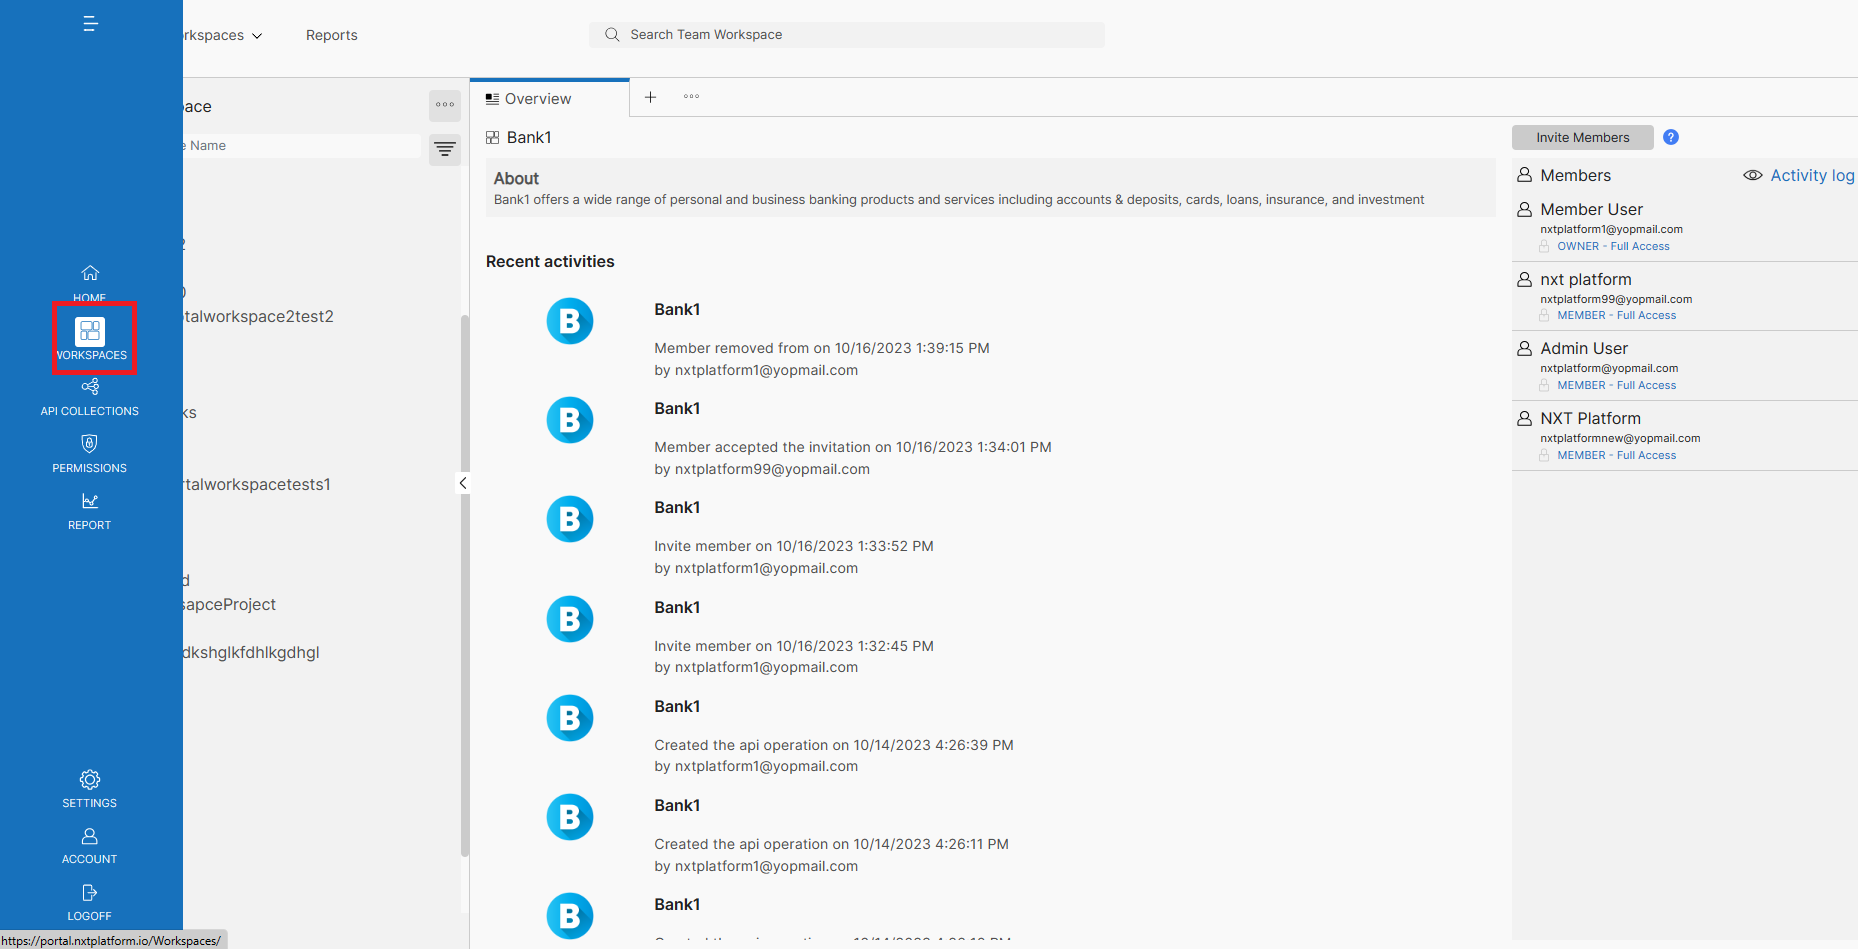 rkspaces
Reports
Search Team Workspace
HOME
WORKSPACES
API COLLECTIONS
PERMISSIONS
REPORT
SETTINGS
ACCOUNT
LOGOFF
https://portal.nxtplatform.io/Workspaces/
pace
e Name
2
0
talworkspace2test2
ks
rtalworkspacetests1
d
sapceProject
dkshglkfdhlkgdhgl
Overview
Bank1
About
Bank1 offers a wide range of personal and business banking products and services including accounts & deposits, cards, loans, insurance, and investment
Recent activities
B
Bank1
Member removed from on 10/16/2023 1:39:15 PM
by nxtplatform1@yopmail.com
B
Bank1
Member accepted the invitation on 10/16/2023 1:34:01 PM
by nxtplatform99@yopmail.com
B
Bank1
Invite member on 10/16/2023 1:33:52 PM
by nxtplatform1@yopmail.com
B
Bank1
Invite member on 10/16/2023 1:32:45 PM
by nxtplatform1@yopmail.com
B
Bank1
Created the api operation on 10/14/2023 4:26:39 PM
by nxtplatform1@yopmail.com
B
Bank1
Created the api operation on 10/14/2023 4:26:11 PM
by nxtplatform1@yopmail.com
B
Bank1
Invite Members
?
Members
Activity log
Member User
nxtplatform1@yopmail.com
OWNER - Full Access
nxt platform
nxtplatform99@yopmail.com
MEMBER - Full Access
Admin User
nxtplatform@yopmail.com
MEMBER - Full Access
NXT Platform
nxtplatformnew@yopmail.com
MEMBER - Full Access